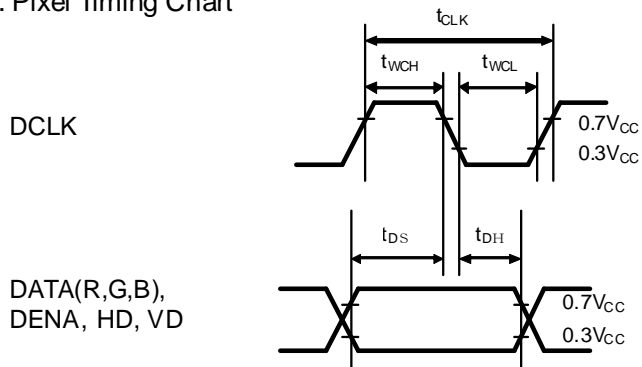 . Pixel Timing Chart
tCLK
tWCH tWCL
DCLK
0.7VCC
0.3VCC
tDS tDH
DATA(R,G,B),
DENA, HD, VD
0.7VCC
0.3VCC